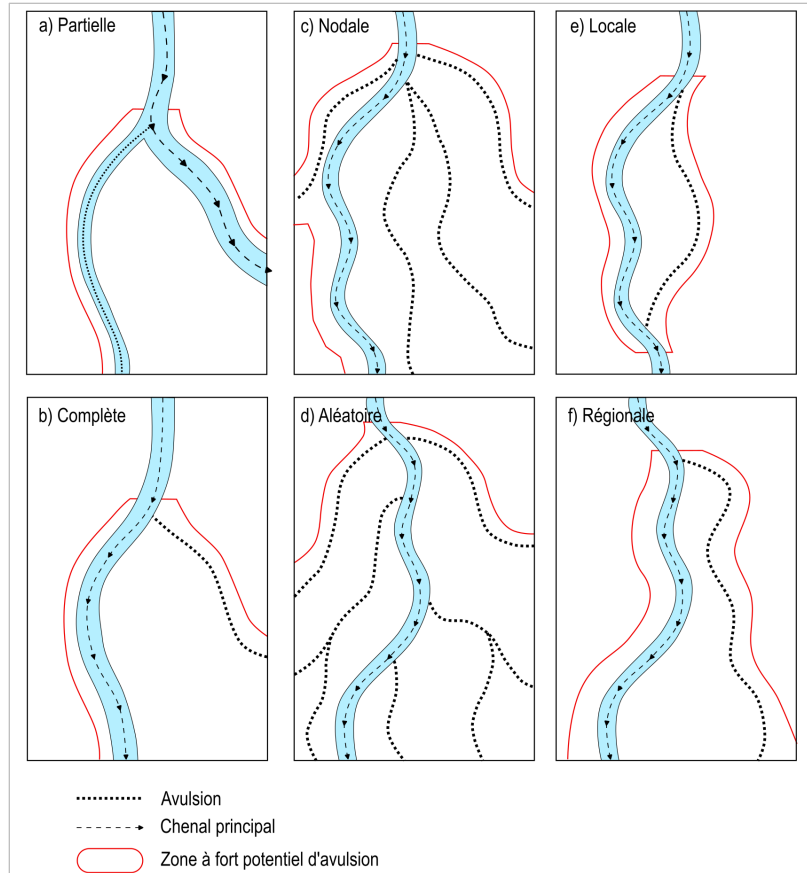 a) Partielle
c) Nodale
e) Locale
b) Complète
d) Aléatoire
f) Régionale
Avulsion
Chenal principal
Zone à fort potentiel d'avulsion